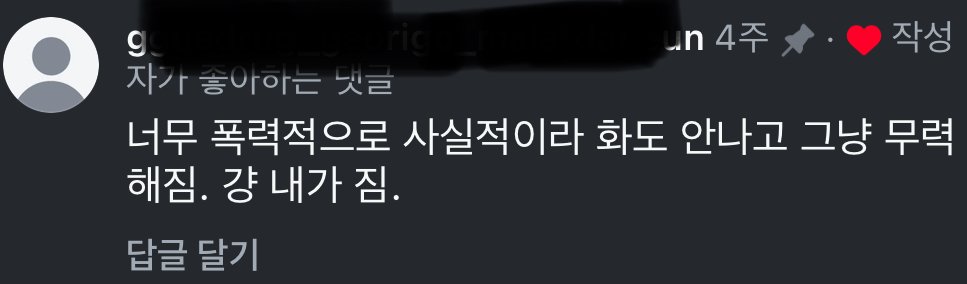 4주 · 작성
자가 좋아하는 댓글
너무 폭력적으로 사실적이라 화도 안나고 그냥 무력
해짐. 걍 내가 짐.
답글 달기